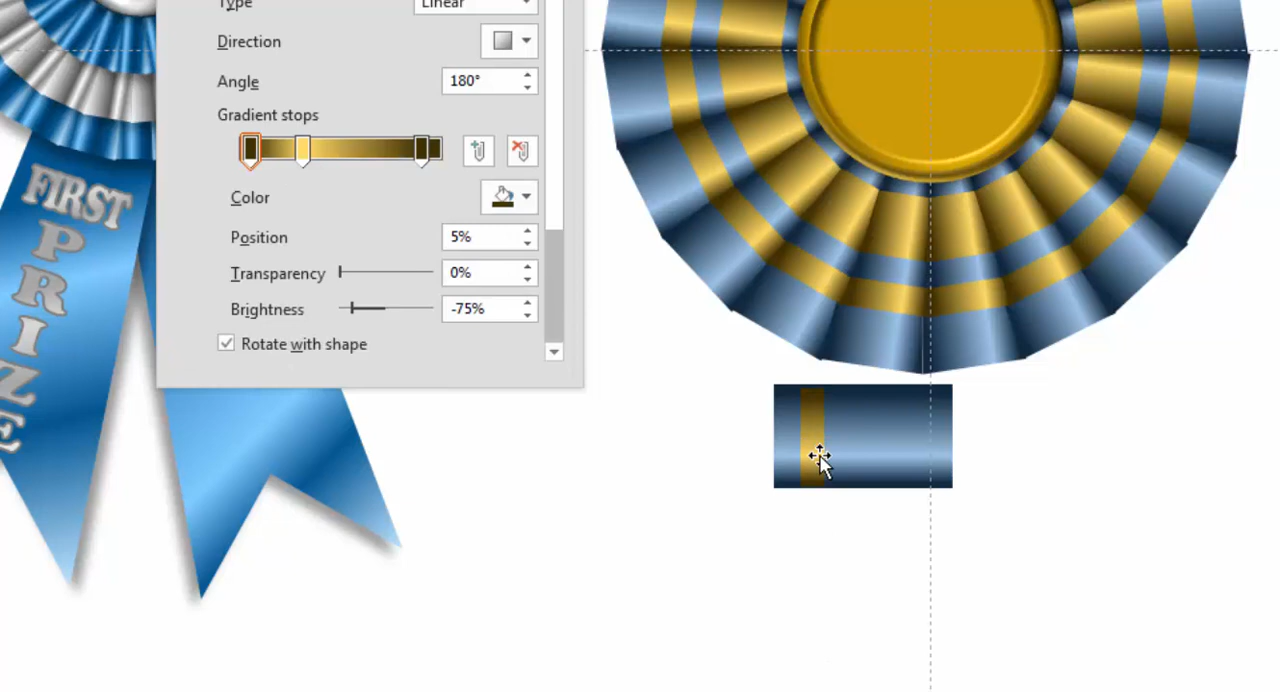 Type Linear
Direction
Angle 180°
Gradient stops
Color
Position 5%
Transparency 0%
Brightness -75%
Rotate with shape
FIRST
PRIZE